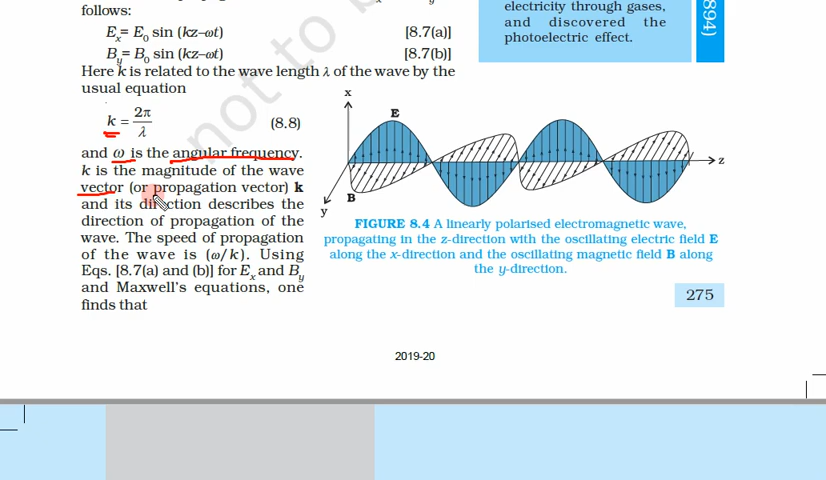 follows:
Eₓ= E₀ sin (kz–ωt) [8.7(a)]
Bᵧ= B₀ sin (kz–ωt) [8.7(b)]
Here k is related to the wave length λ of the wave by the
usual equation
k = 2π/λ (8.8)
and ω is the angular frequency.
k is the magnitude of the wave
vector (or propagation vector) k
and its direction describes the
direction of propagation of the
wave. The speed of propagation
of the wave is (ω/k). Using
Eqs. [8.7(a) and (b)] for Eₓ and Bᵧ
and Maxwell's equations, one
finds that
electricity through gases,
and discovered the
photoelectric effect.
894)
not to b
x
E
z
B
y
FIGURE 8.4 A linearly polarised electromagnetic wave,
propagating in the z-direction with the oscillating electric field E
along the x-direction and the oscillating magnetic field B along
the y-direction.
275
2019-20